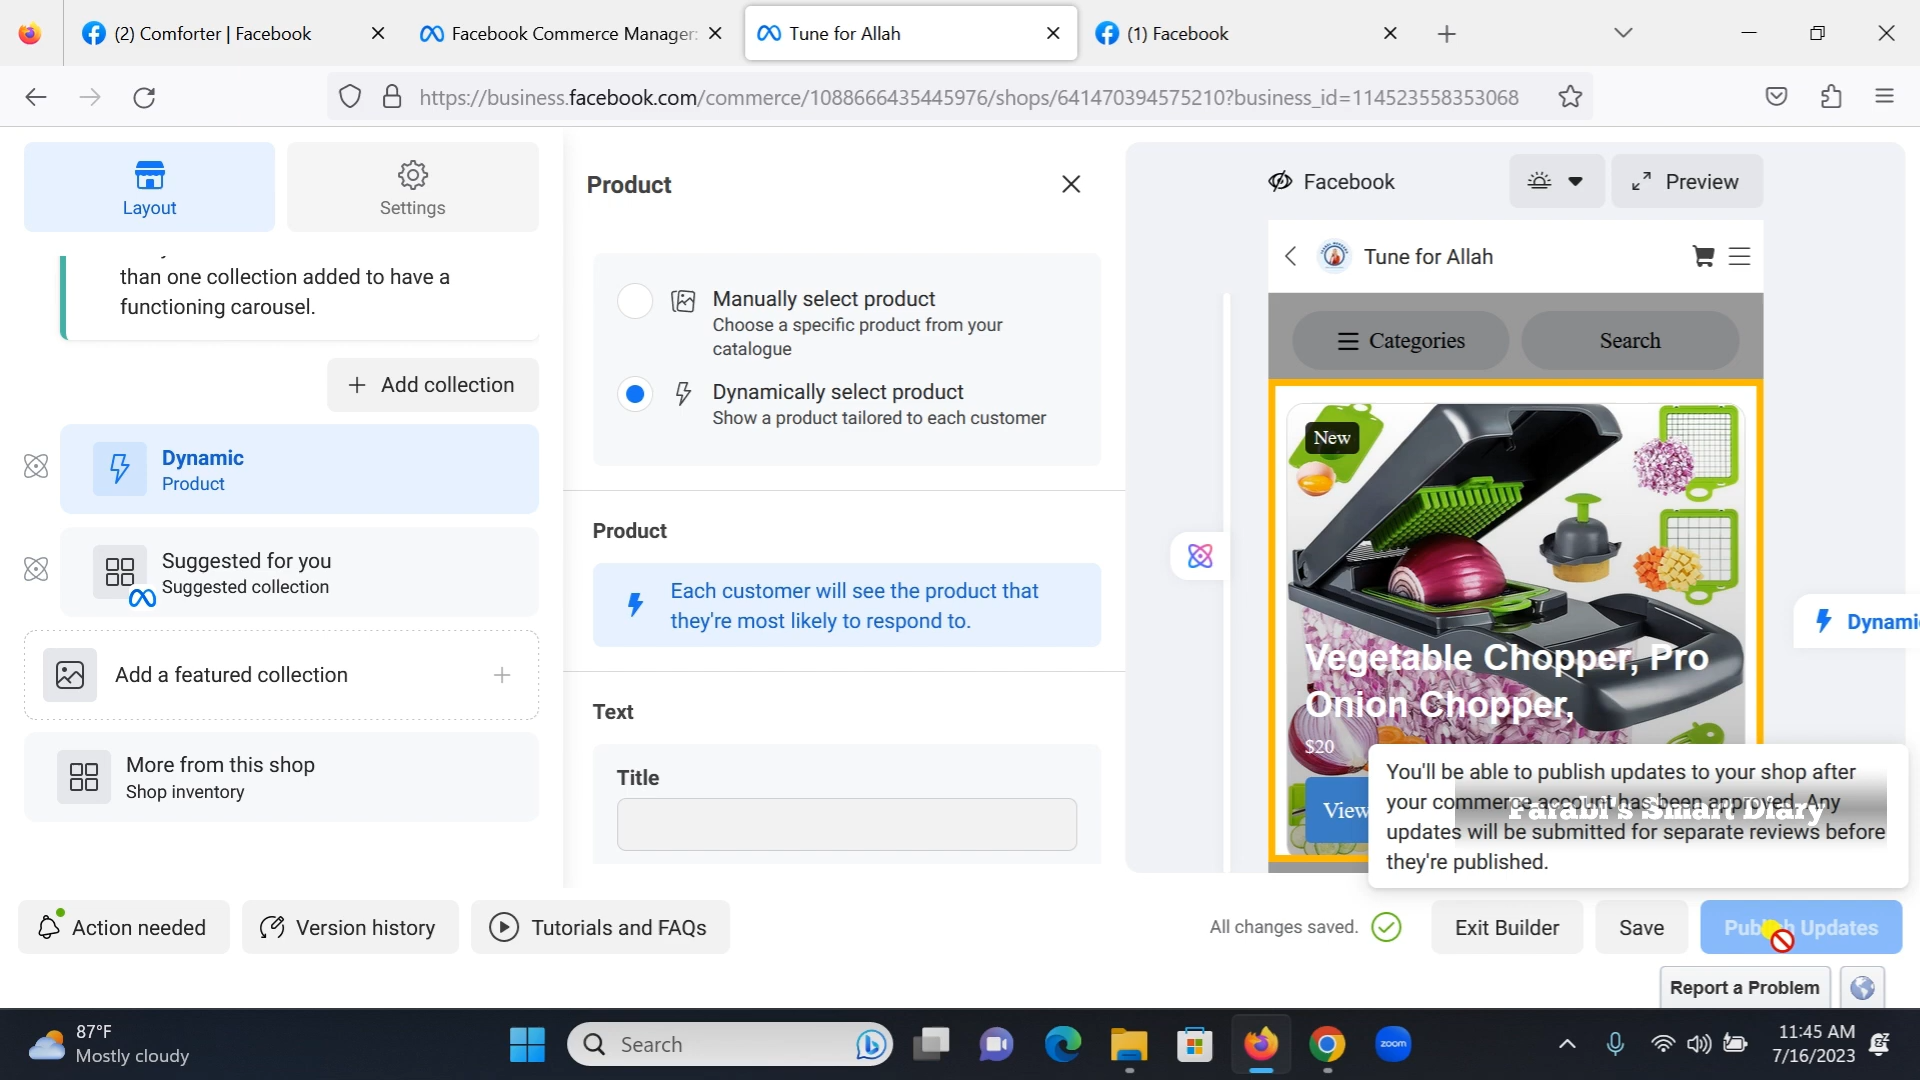 (2) Comforter | Facebook
Facebook Commerce Manager:
Tune for Allah
(1) Facebook
https://business.facebook.com/commerce/1088666435445976/shops/641470394575210?business_id=114523558353068
Layout
Settings
than one collection added to have a
functioning carousel.
Add collection
Dynamic
Product
Suggested for you
Suggested collection
Add a featured collection
More from this shop
Shop inventory
Product
Manually select product
Choose a specific product from your
catalogue
Dynamically select product
Show a product tailored to each customer
Product
Each customer will see the product that
they're most likely to respond to.
Text
Title
Facebook
Preview
Tune for Allah
Categories
Search
New
Vegetable Chopper, Pro
Onion Chopper,
$20
View
Dynami
You'll be able to publish updates to your shop after
your commerce account has been approved. Any
updates will be submitted for separate reviews before
they're published.
Farabi's Smart Diary
Action needed
Version history
Tutorials and FAQs
All changes saved.
Exit Builder
Save
Publish Updates
Report a Problem
87°F
Mostly cloudy
Search
zoom
11:45 AM
7/16/2023